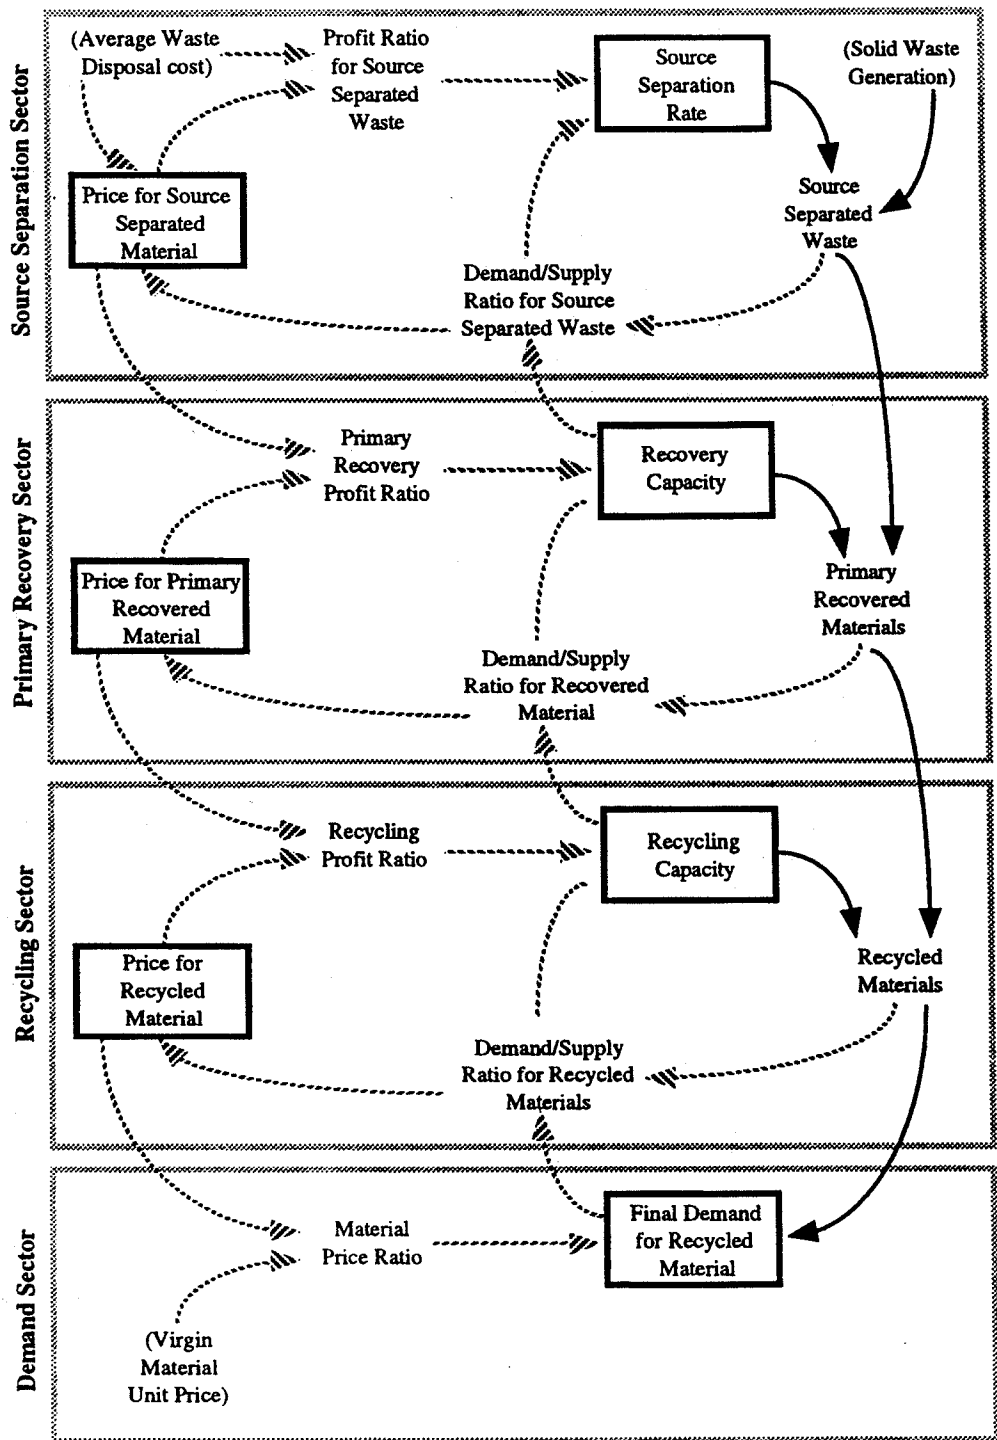 Source Separation Sector
(Average Waste
Disposal cost)
Profit Ratio
for Source
Separated
Waste
Source
Separation
Rate
(Solid Waste
Generation)
Price for Source
Separated
Material
Source
Separated
Waste
Demand/Supply
Ratio for Source
Separated Waste
Primary Recovery Sector
Primary
Recovery
Profit Ratio
Recovery
Capacity
Price for Primary
Recovered
Material
Primary
Recovered
Materials
Demand/Supply
Ratio for Recovered
Material
Recycling Sector
Recycling
Profit Ratio
Recycling
Capacity
Price for
Recycled
Material
Recycled
Materials
Demand/Supply
Ratio for Recycled
Materials
Demand Sector
Material
Price Ratio
Final Demand
for Recycled
Material
(Virgin
Material
Unit Price)